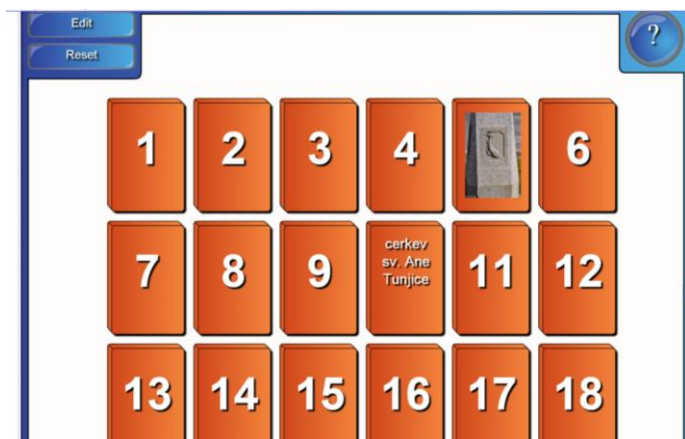 Edit
Reset
?
1 2 3 4 6
7 8 9 cerkev sv. Ane Tunjice 11 12
13 14 15 16 17 18